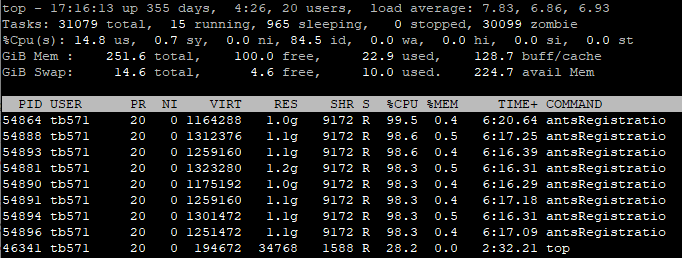 top - 17:16:13 up 355 days,  4:26, 20 users,  load average: 7.83, 6.86, 6.93
Tasks: 31079 total,  15 running, 965 sleeping,   0 stopped, 30099 zombie
%Cpu(s): 14.8 us,  0.7 sy,  0.0 ni, 84.5 id,  0.0 wa,  0.0 hi,  0.0 si,  0.0 st
GiB Mem :    251.6 total,    100.0 free,     22.9 used,    128.7 buff/cache
GiB Swap:     14.6 total,      4.6 free,     10.0 used.    224.7 avail Mem
PID USER      PR  NI    VIRT    RES    SHR S  %CPU %MEM     TIME+ COMMAND
54864 tb571     20   0 1164288   1.0g   9172 R  99.5  0.4   6:20.64 antsRegistratio
54888 tb571     20   0 1312376   1.1g   9172 R  98.6  0.5   6:17.25 antsRegistratio
54893 tb571     20   0 1259160   1.1g   9172 R  98.6  0.4   6:16.39 antsRegistratio
54881 tb571     20   0 1323280   1.2g   9172 R  98.3  0.5   6:16.31 antsRegistratio
54890 tb571     20   0 1175192   1.0g   9172 R  98.3  0.4   6:16.29 antsRegistratio
54891 tb571     20   0 1259160   1.1g   9172 R  98.3  0.4   6:17.18 antsRegistratio
54894 tb571     20   0 1301472   1.1g   9172 R  98.3  0.5   6:16.31 antsRegistratio
54896 tb571     20   0 1251472   1.1g   9172 R  98.3  0.4   6:17.09 antsRegistratio
46341 tb571     20   0  194672  34768   1588 R  28.2  0.0   2:32.21 top